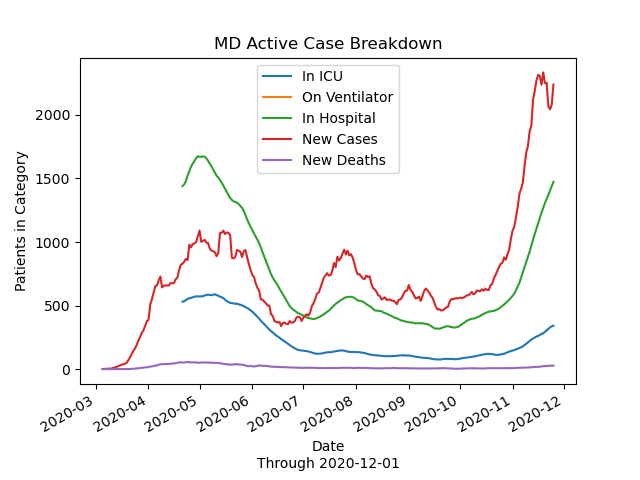 MD Active Case Breakdown
In ICU
On Ventilator
In Hospital
New Cases
New Deaths
Patients in Category
2000
1500
1000
500
0
2020-03 2020-04 2020-05 2020-06 2020-07 2020-08 2020-09 2020-10 2020-11 2020-12
Date
Through 2020-12-01